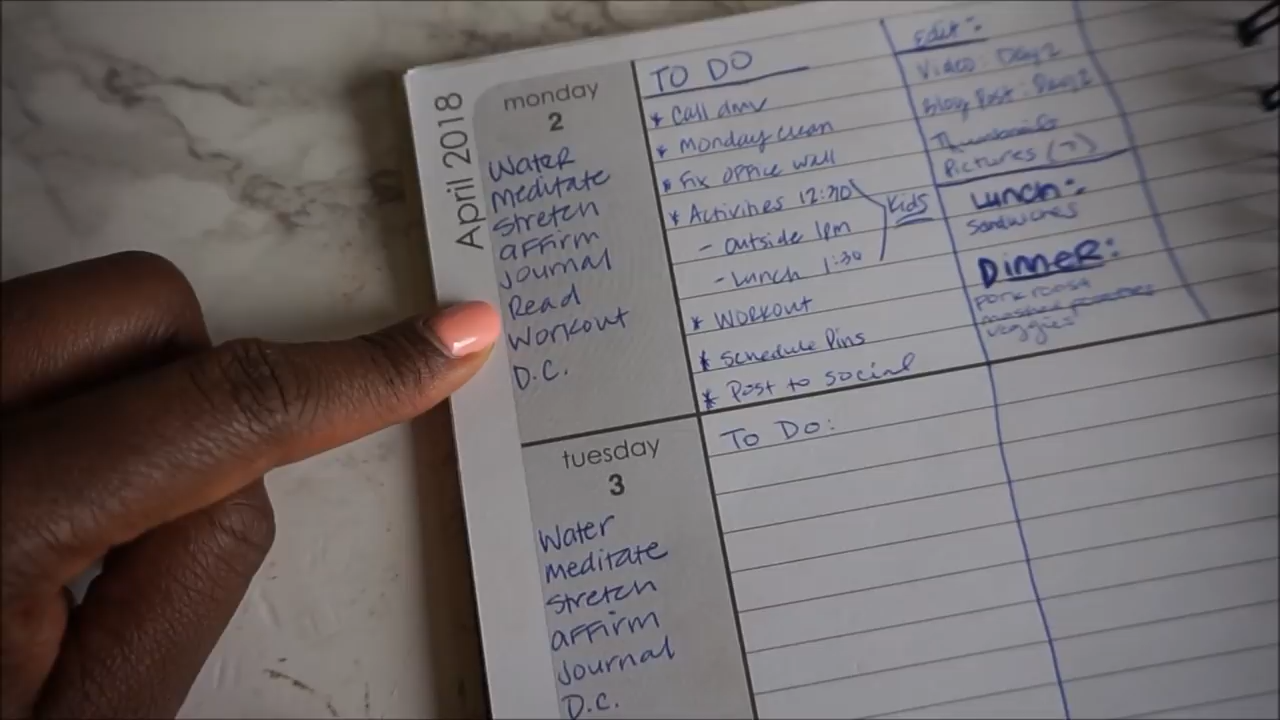 April 2018
monday
2
Water
Meditate
Stretch
affirm
Journal
Read
Workout
D.C.
TO DO
* Call dmv
* Monday clean
* Fix office wall
* Activities 12:30
- outside 1pm
- Lunch 1:30
Kids
* WORKOUT
* Schedule Pins
* Post to social
Edit:
Video: Day 2
Blog Post: Day 2
Thumbnails
Pictures (7)
Lunch:
Sandwiches
Dinner:
pork roast
mashed potatoes
veggies
tuesday
3
Water
Meditate
Stretch
affirm
Journal
D.C.
TO DO: